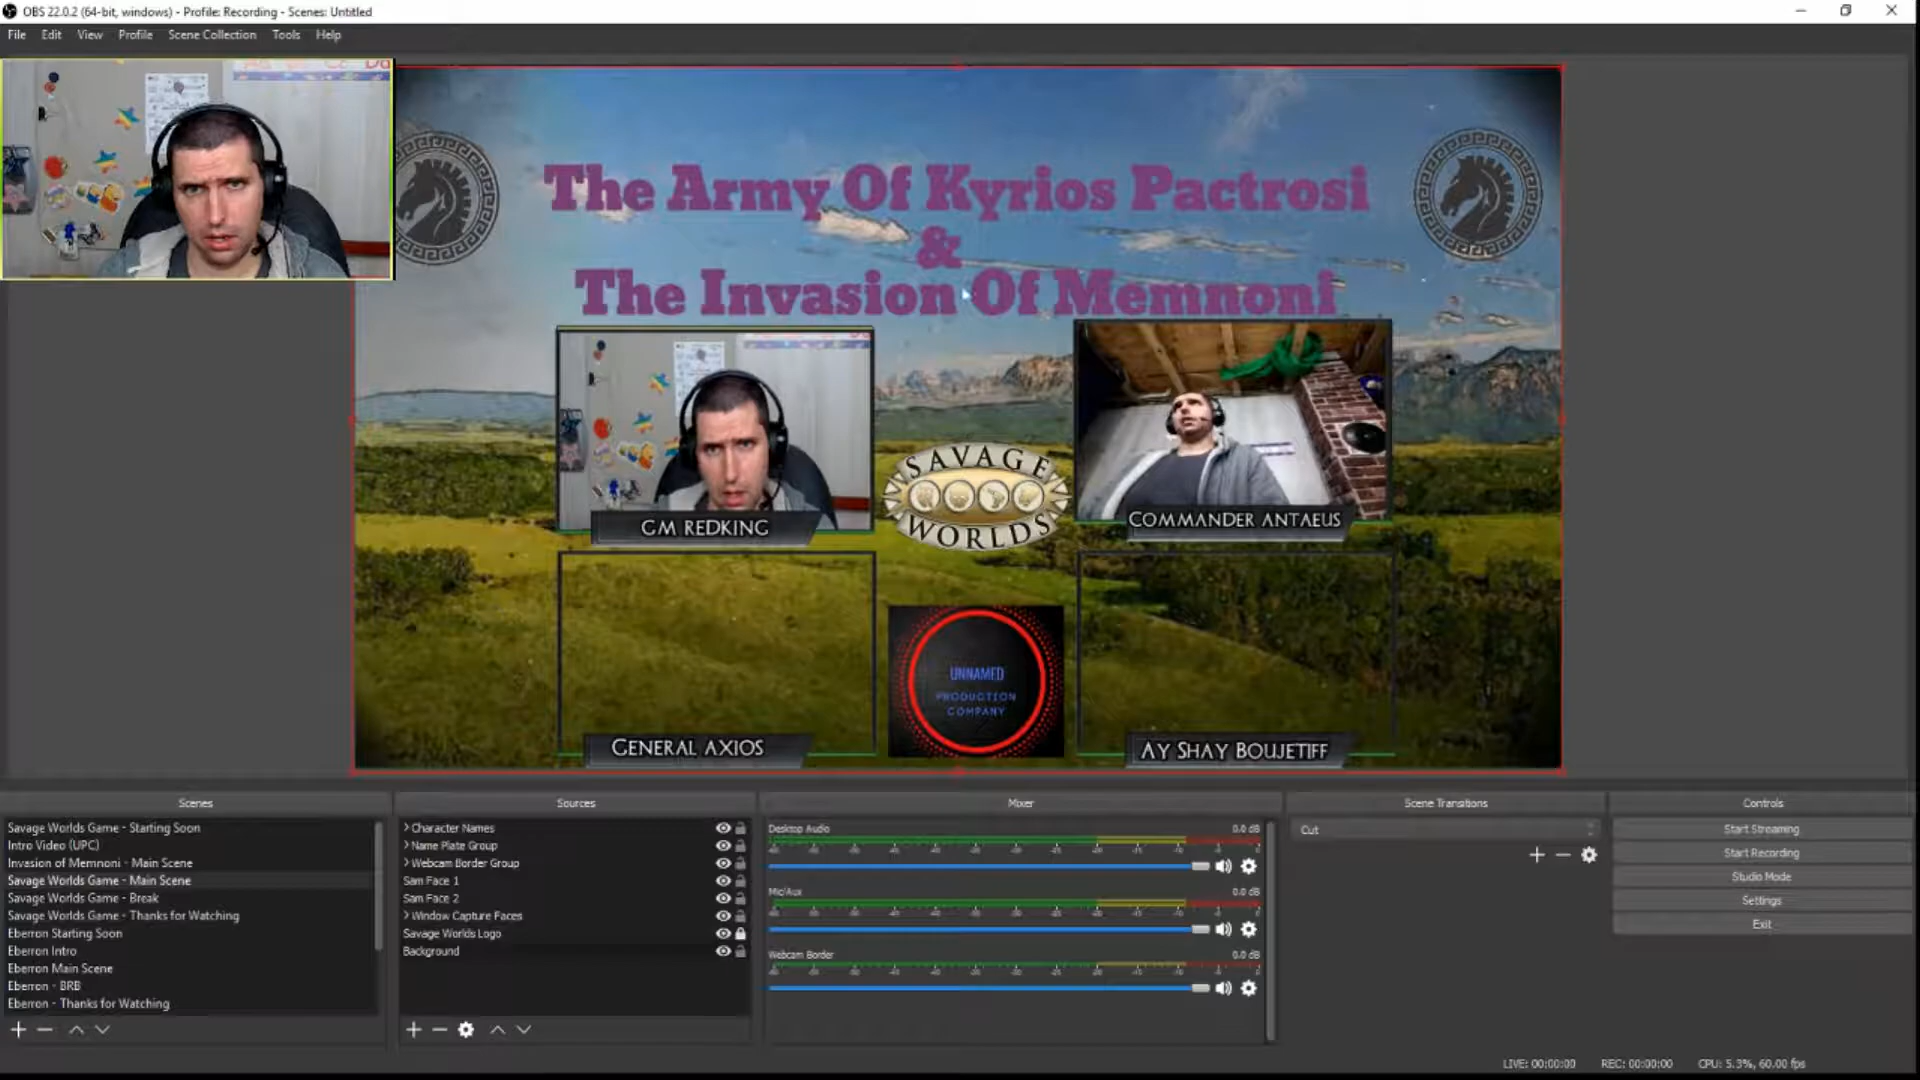 OBS 22.0.2 (64-bit, windows) - Profile: Recording - Scenes: Untitled
File Edit View Profile Scene Collection Tools Help
The Army Of Kyrios Pactrosi
&
The Invasion Of Memnoni
SAVAGE
WORLDS
GM REDKING
COMMANDER ANTAEUS
UNNAMED
PRODUCTION
COMPANY
GENERAL AXIOS
AY SHAY BOUJETIFF
Scenes
Savage Worlds Game - Starting Soon
Intro Video (UPC)
Invasion of Memnoni - Main Scene
Savage Worlds Game - Main Scene
Savage Worlds Game - Break
Savage Worlds Game - Thanks for Watching
Eberron Starting Soon
Eberron Intro
Eberron Main Scene
Eberron - BRB
Eberron - Thanks for Watching
Sources
Character Names
Name Plate Group
Webcam Border Group
Sam Face 1
Sam Face 2
Window Capture Faces
Savage Worlds Logo
Background
Mixer
Desktop Audio 0.0 dB
Mic/Aux 0.0 dB
Webcam Border 0.0 dB
Scene Transitions
Cut
Controls
Start Streaming
Start Recording
Studio Mode
Settings
Exit
LIVE: 00:00:00 REC: 00:00:00 CPU: 5.3%, 60.00 fps